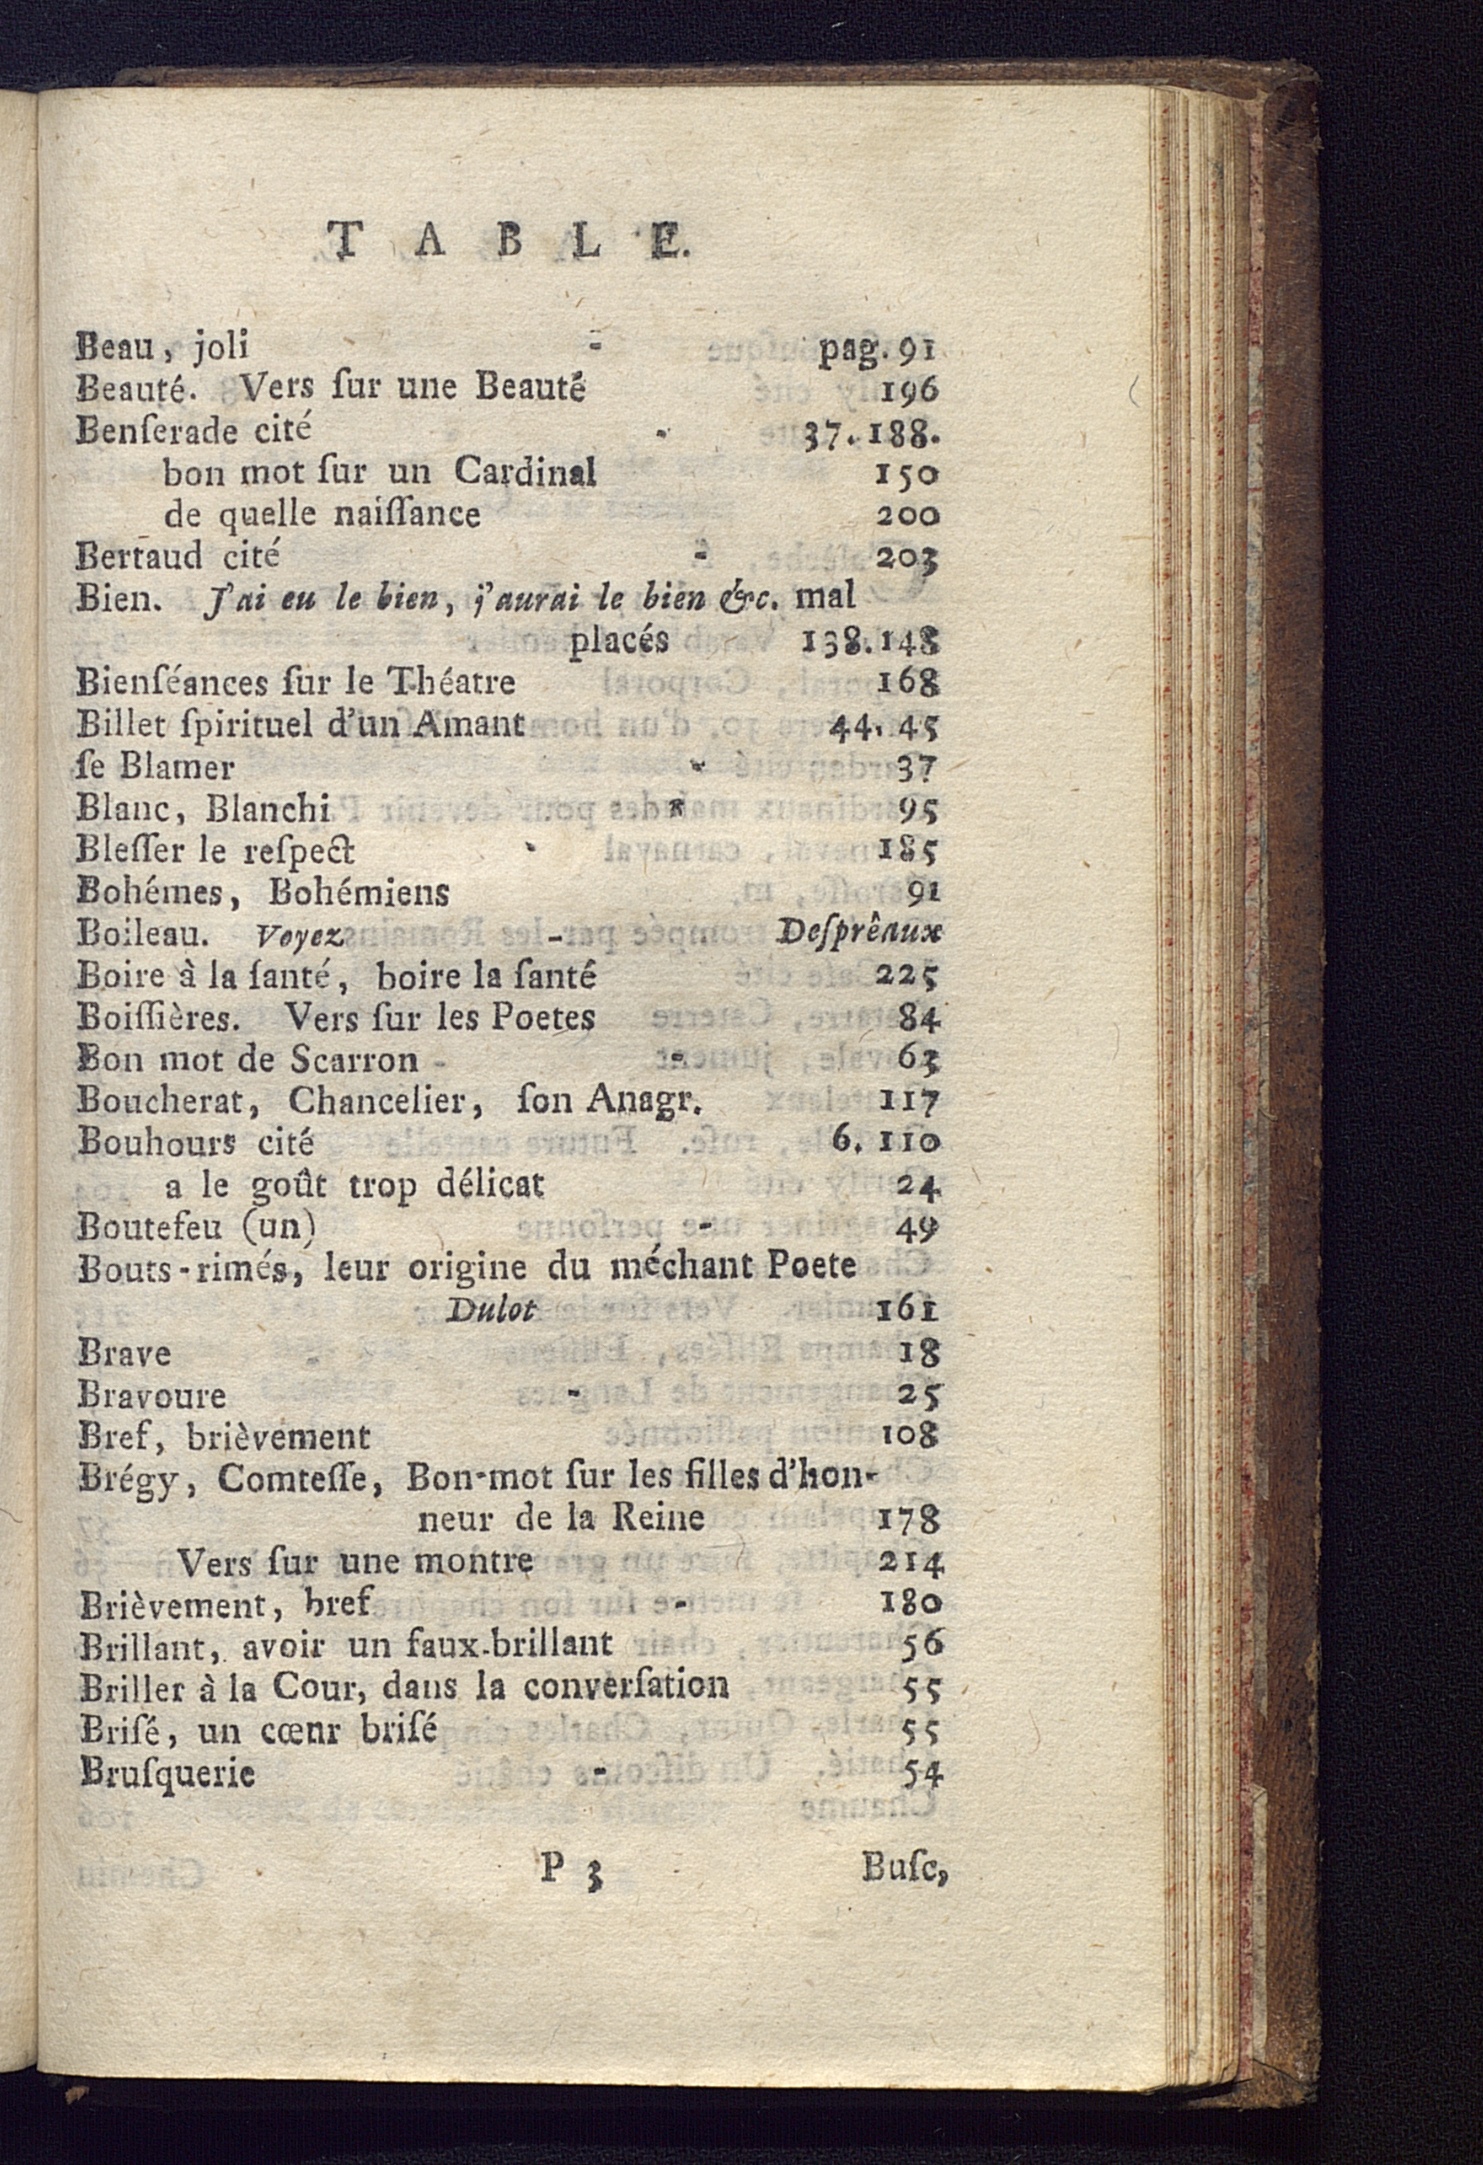 TABLE.
Beau, joli - pag. 91
Beauté. Vers ſur une Beauté 196
Benſerade cité - 37. 188.
bon mot ſur un Cardinal 150
de quelle naiſſance 200
Bertaud cité - 203
Bien. J'ai eu le bien, j'aurai le bien &c. mal
placés 138. 148
Bienſéances ſur le Théatre 168
Billet ſpirituel d'un Amant 44. 45
ſe Blamer - 37
Blanc, Blanchi - 95
Bleſſer le reſpect - 185
Bohémes, Bohémiens 91
Boileau. Voyez - Deſprêaux
Boire à la ſanté, boire la ſanté 225
Boiſſières. Vers ſur les Poetes 84
Bon mot de Scarron - - 63
Boucherat, Chancelier, ſon Anagr. 117
Bouhours cité 6. 110
a le goût trop délicat 24
Boutefeu (un) - 49
Bouts-rimés, leur origine du méchant Poete
Dulot 161
Brave - 18
Bravoure - 25
Bref, brièvement 108
Brégy, Comteſſe, Bon-mot ſur les filles d'hon-
neur de la Reine 178
Vers ſur une montre 214
Brièvement, bref - 180
Brillant, avoir un faux-brillant 56
Briller à la Cour, dans la converſation 55
Briſé, un cœnr briſé 55
Bruſquerie - 54
P 3 Buſc,